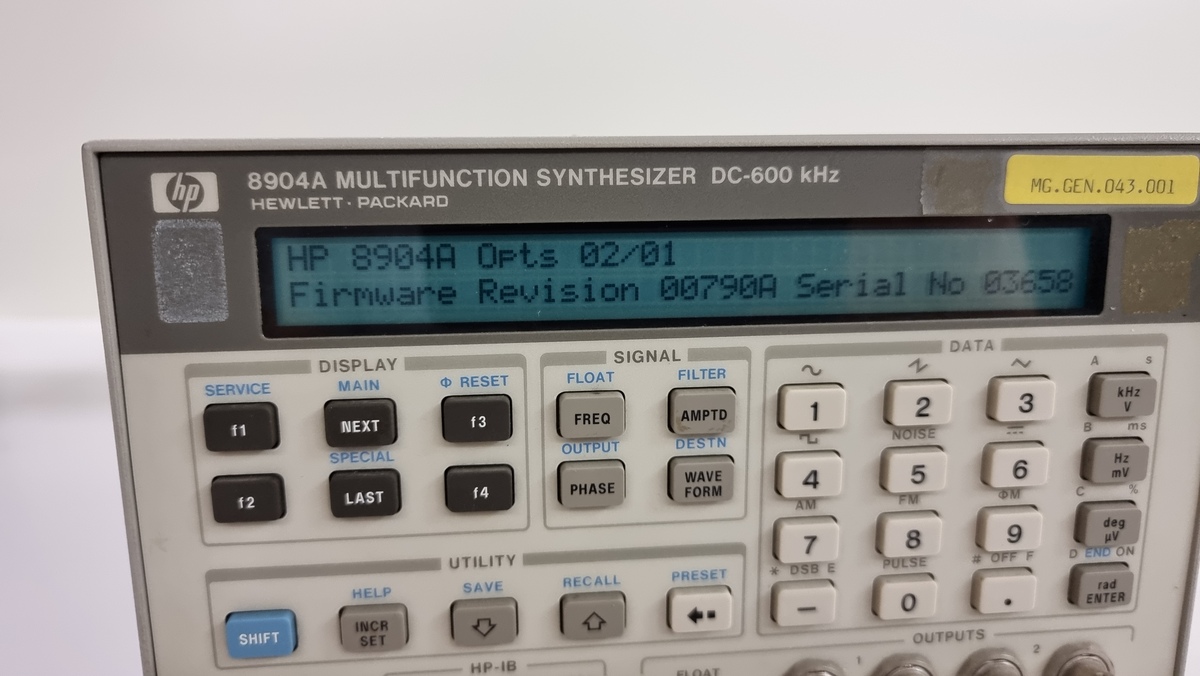 hp
8904A MULTIFUNCTION SYNTHESIZER DC-600 kHz
HEWLETT · PACKARD
MG.GEN.043.001
HP 8904A Opts 02/01
Firmware Revision 00790A Serial No 03658
DISPLAY
SERVICE MAIN Φ RESET
f1 NEXT f3
SPECIAL
f2 LAST f4
SIGNAL
FLOAT FILTER
FREQ AMPTD
OUTPUT DESTN
PHASE WAVE FORM
DATA
A s
1 2 3 kHz V
NOISE B ms
4 5 6 Hz mV
AM FM ΦM C %
7 8 9 deg µV
* DSB E PULSE # OFF F D END ON
− 0 . rad ENTER
UTILITY
HELP SAVE RECALL PRESET
SHIFT INCR SET
HP-IB
FLOAT
OUTPUTS
1 2